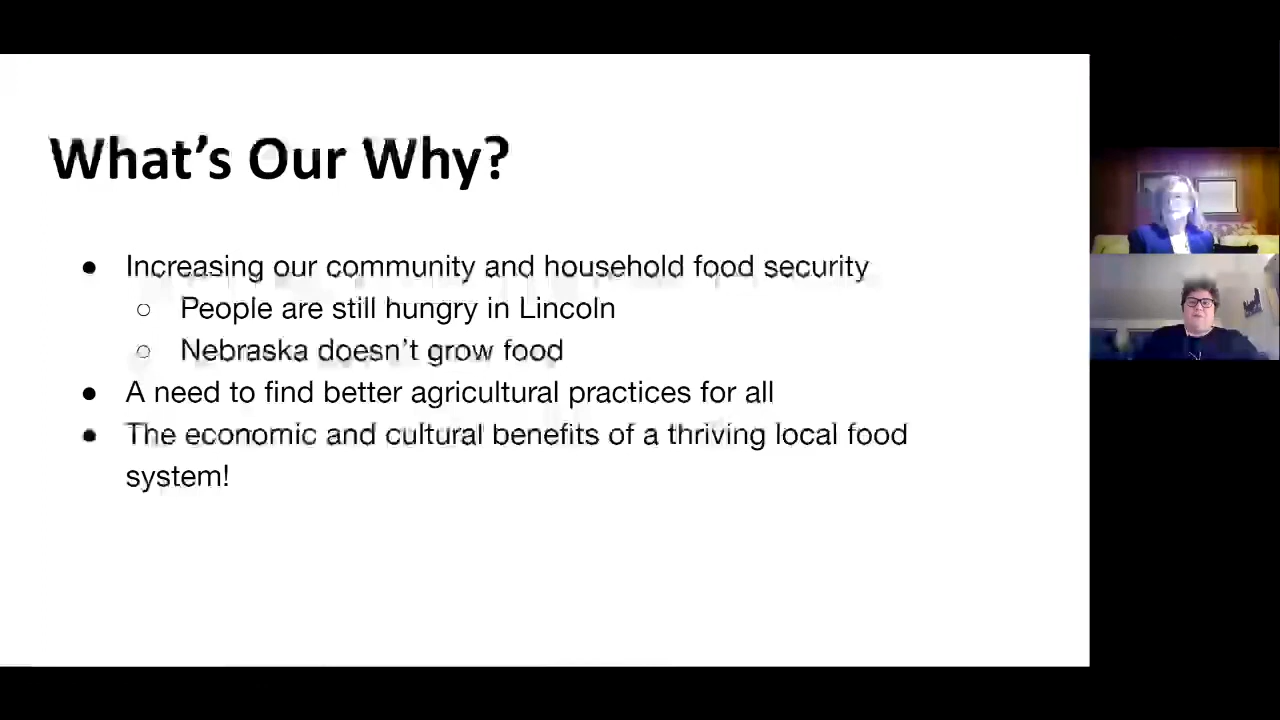 What's Our Why?
● Increasing our community and household food security
○ People are still hungry in Lincoln
○ Nebraska doesn't grow food
● A need to find better agricultural practices for all
● The economic and cultural benefits of a thriving local food
system!